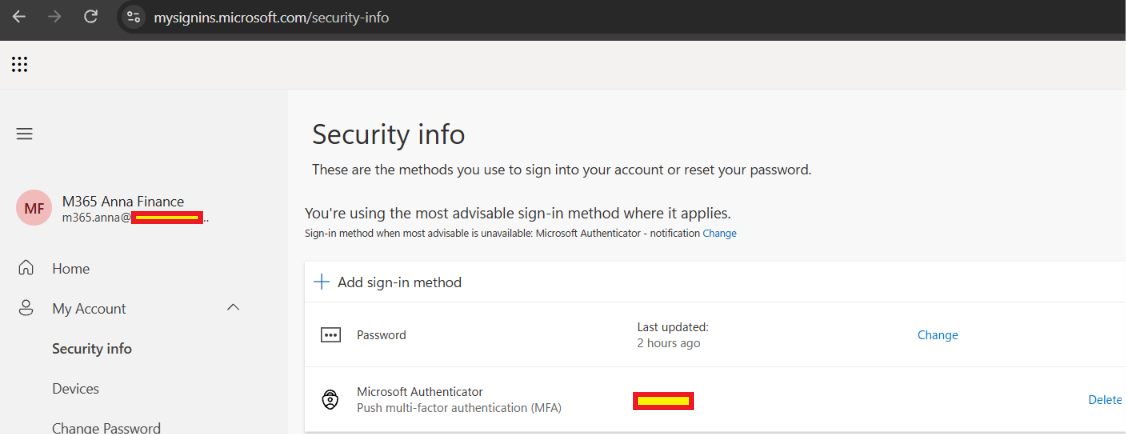 mysignins.microsoft.com/security-info
Security info
These are the methods you use to sign into your account or reset your password.
MF
M365 Anna Finance
m365.anna@
..
You're using the most advisable sign-in method where it applies.
Sign-in method when most advisable is unavailable: Microsoft Authenticator - notification Change
Home
My Account
Security info
Devices
Change Password
+ Add sign-in method
Password
Last updated:
2 hours ago
Change
Microsoft Authenticator
Push multi-factor authentication (MFA)
Delete